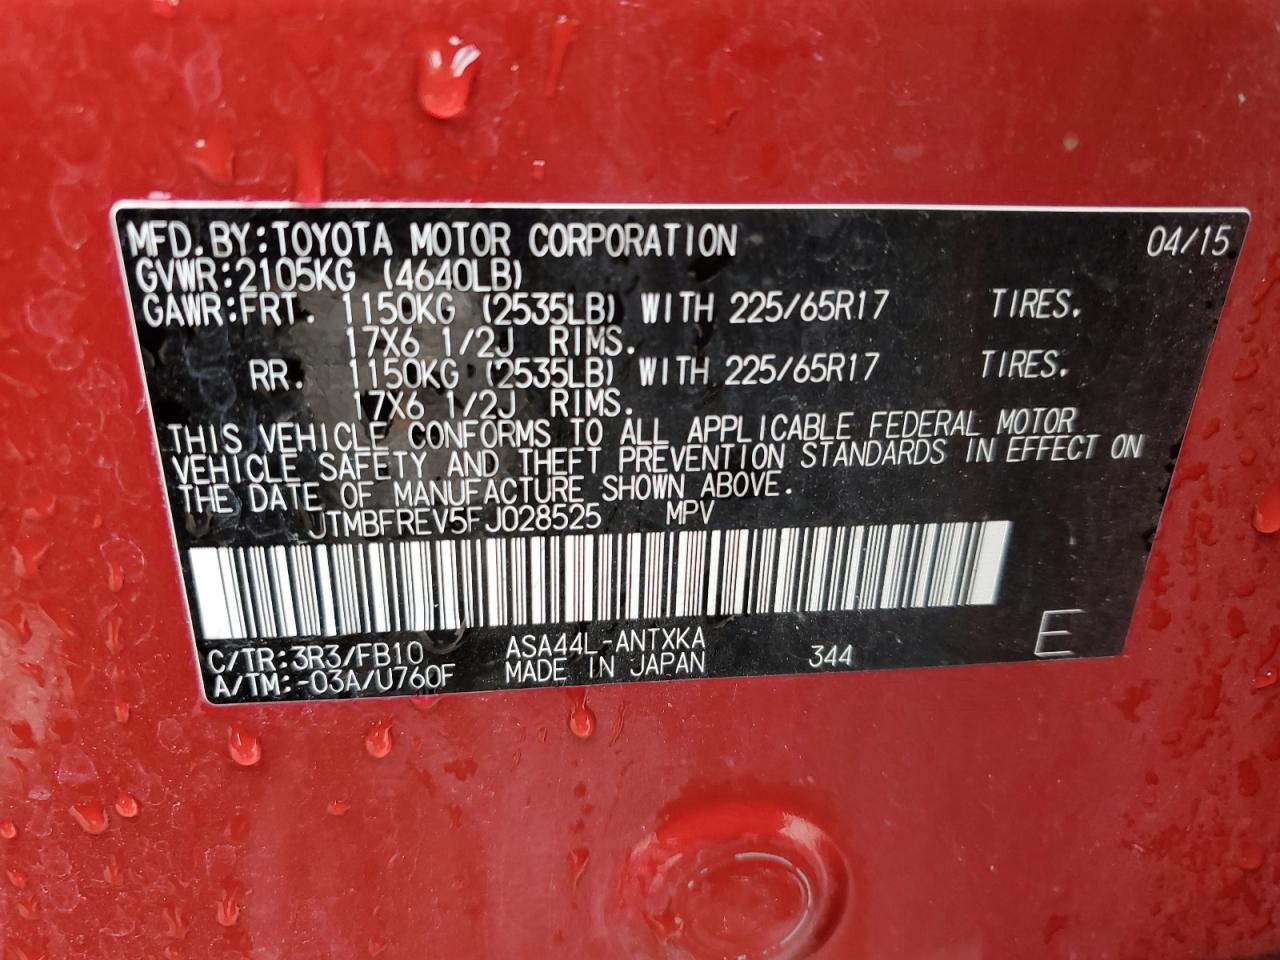 MFD.BY:TOYOTA MOTOR CORPORATION 04/15
GVWR:2105KG (4640LB)
GAWR:FRT. 1150KG (2535LB) WITH 225/65R17 TIRES.
17X6 1/2J RIMS.
RR. 1150KG (2535LB) WITH 225/65R17 TIRES.
17X6 1/2J RIMS.
THIS VEHICLE CONFORMS TO ALL APPLICABLE FEDERAL MOTOR
VEHICLE SAFETY AND THEFT PREVENTION STANDARDS IN EFFECT ON
THE DATE OF MANUFACTURE SHOWN ABOVE.
JTMBFREV5FJ028525 MPV
C/TR:3R3/FB10 ASA44L-ANTXKA
A/TM:-03A/U760F MADE IN JAPAN 344 E